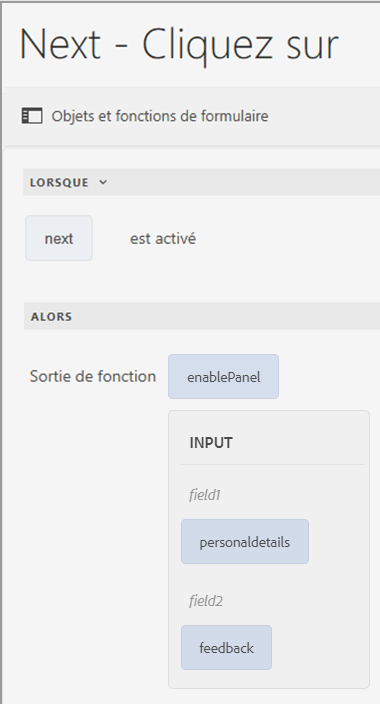 Next - Cliquez sur
Objets et fonctions de formulaire
LORSQUE
next est activé
ALORS
Sortie de fonction enablePanel
INPUT
field1
personaldetails
field2
feedback